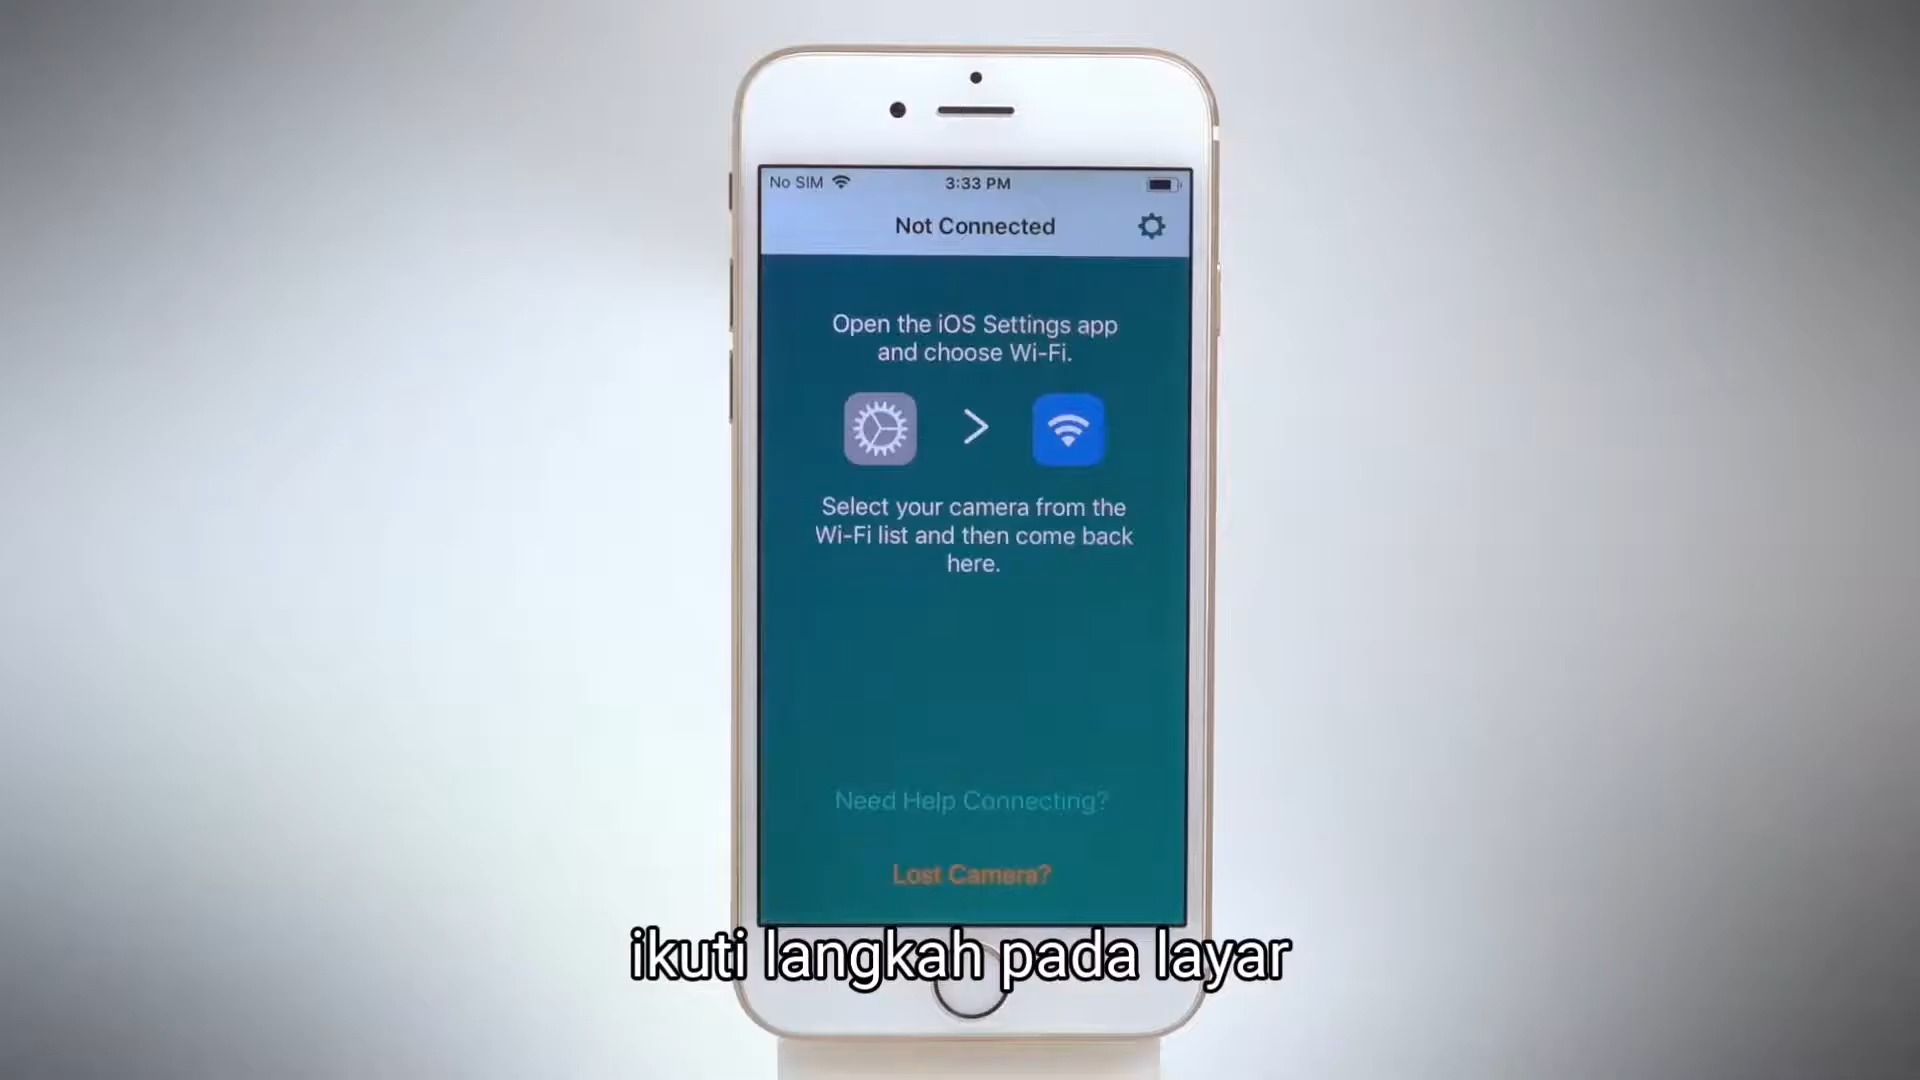 No SIM
3:33 PM
Not Connected
Open the iOS Settings app
and choose Wi-Fi.
Select your camera from the
Wi-Fi list and then come back
here.
Need Help Connecting?
Lost Camera?
ikuti langkah pada layar